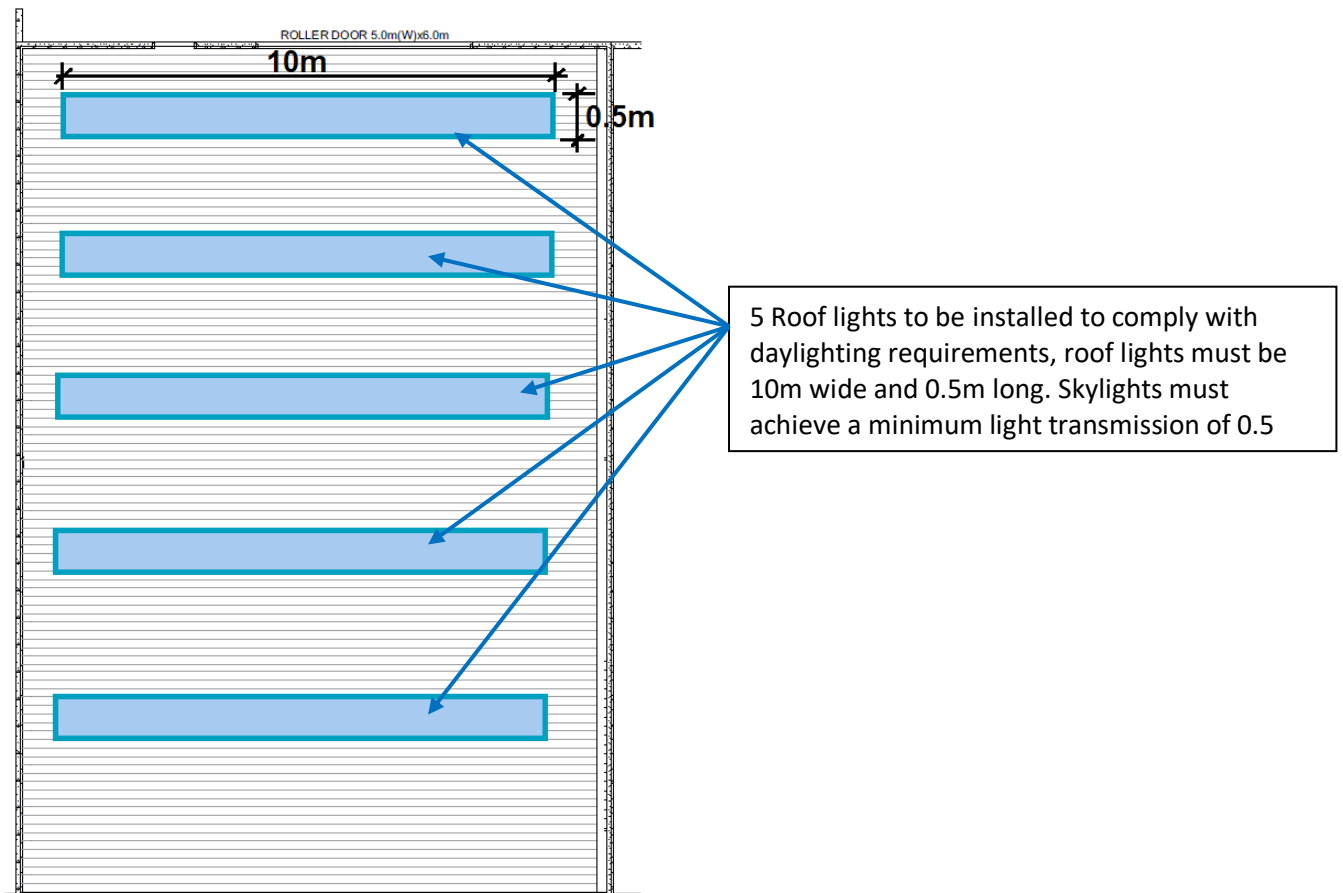 ROLLER DOOR 5.0m(W)x6.0m
10m
0.5m
5 Roof lights to be installed to comply with
daylighting requirements, roof lights must be
10m wide and 0.5m long. Skylights must
achieve a minimum light transmission of 0.5